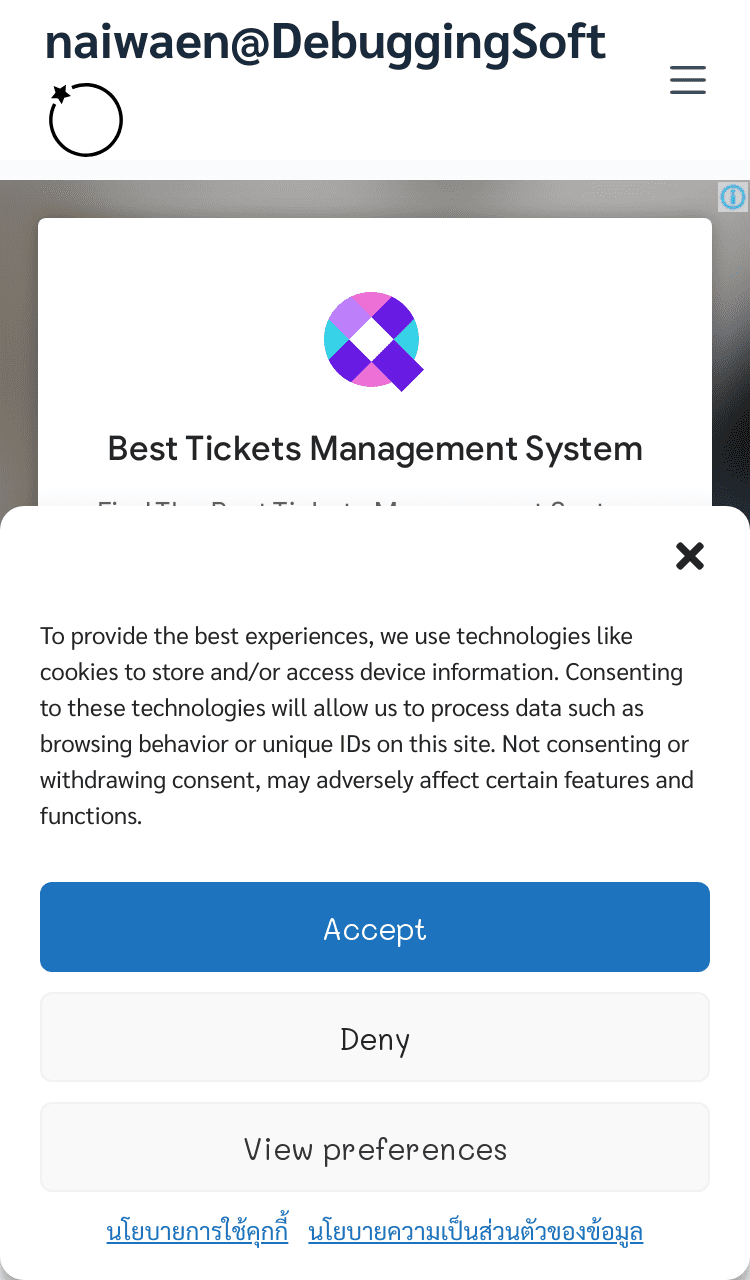 naiwaen@DebuggingSoft
Best Tickets Management System
To provide the best experiences, we use technologies like
cookies to store and/or access device information. Consenting
to these technologies will allow us to process data such as
browsing behavior or unique IDs on this site. Not consenting or
withdrawing consent, may adversely affect certain features and
functions.
Accept
Deny
View preferences
นโยบายการใช้คุกกี้ นโยบายความเป็นส่วนตัวของข้อมูล